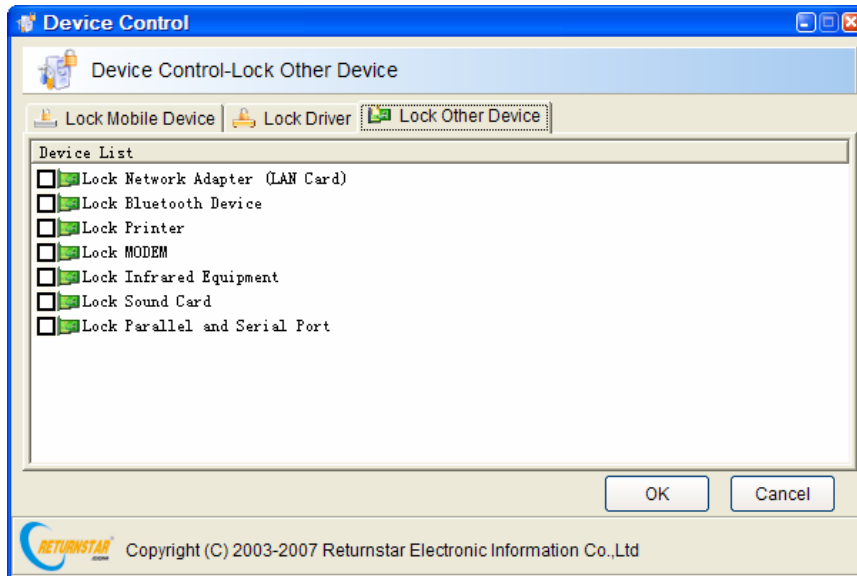 Device Control
Device Control-Lock Other Device
Lock Mobile Device Lock Driver Lock Other Device
Device List
Lock Network Adapter (LAN Card)
Lock Bluetooth Device
Lock Printer
Lock MODEM
Lock Infrared Equipment
Lock Sound Card
Lock Parallel and Serial Port
OK Cancel
RETURNSTAR .COM Copyright (C) 2003-2007 Returnstar Electronic Information Co.,Ltd